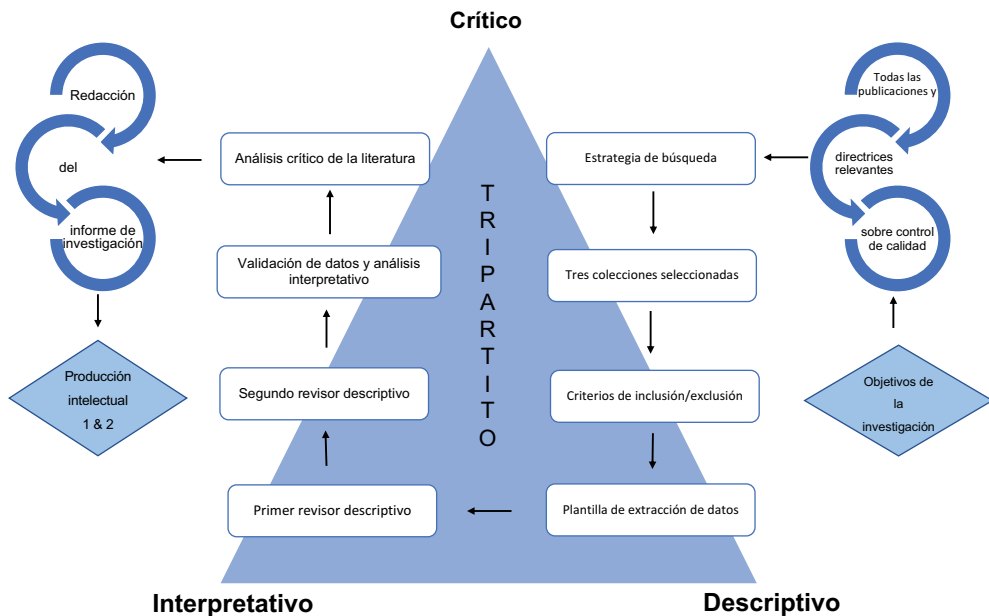 Crítico
Redacción
del
informe de
investigación
Producción
intelectual
1 & 2
Análisis crítico de la literatura
Validación de datos y análisis
interpretativo
Segundo revisor descriptivo
Primer revisor descriptivo
T
R
I
P
A
R
T
I
T
O
Estrategia de búsqueda
Tres colecciones seleccionadas
Criterios de inclusión/exclusión
Plantilla de extracción de datos
Todas las
publicaciones y
directrices
relevantes
sobre control
de calidad
Objetivos de
la
investigación
Interpretativo
Descriptivo